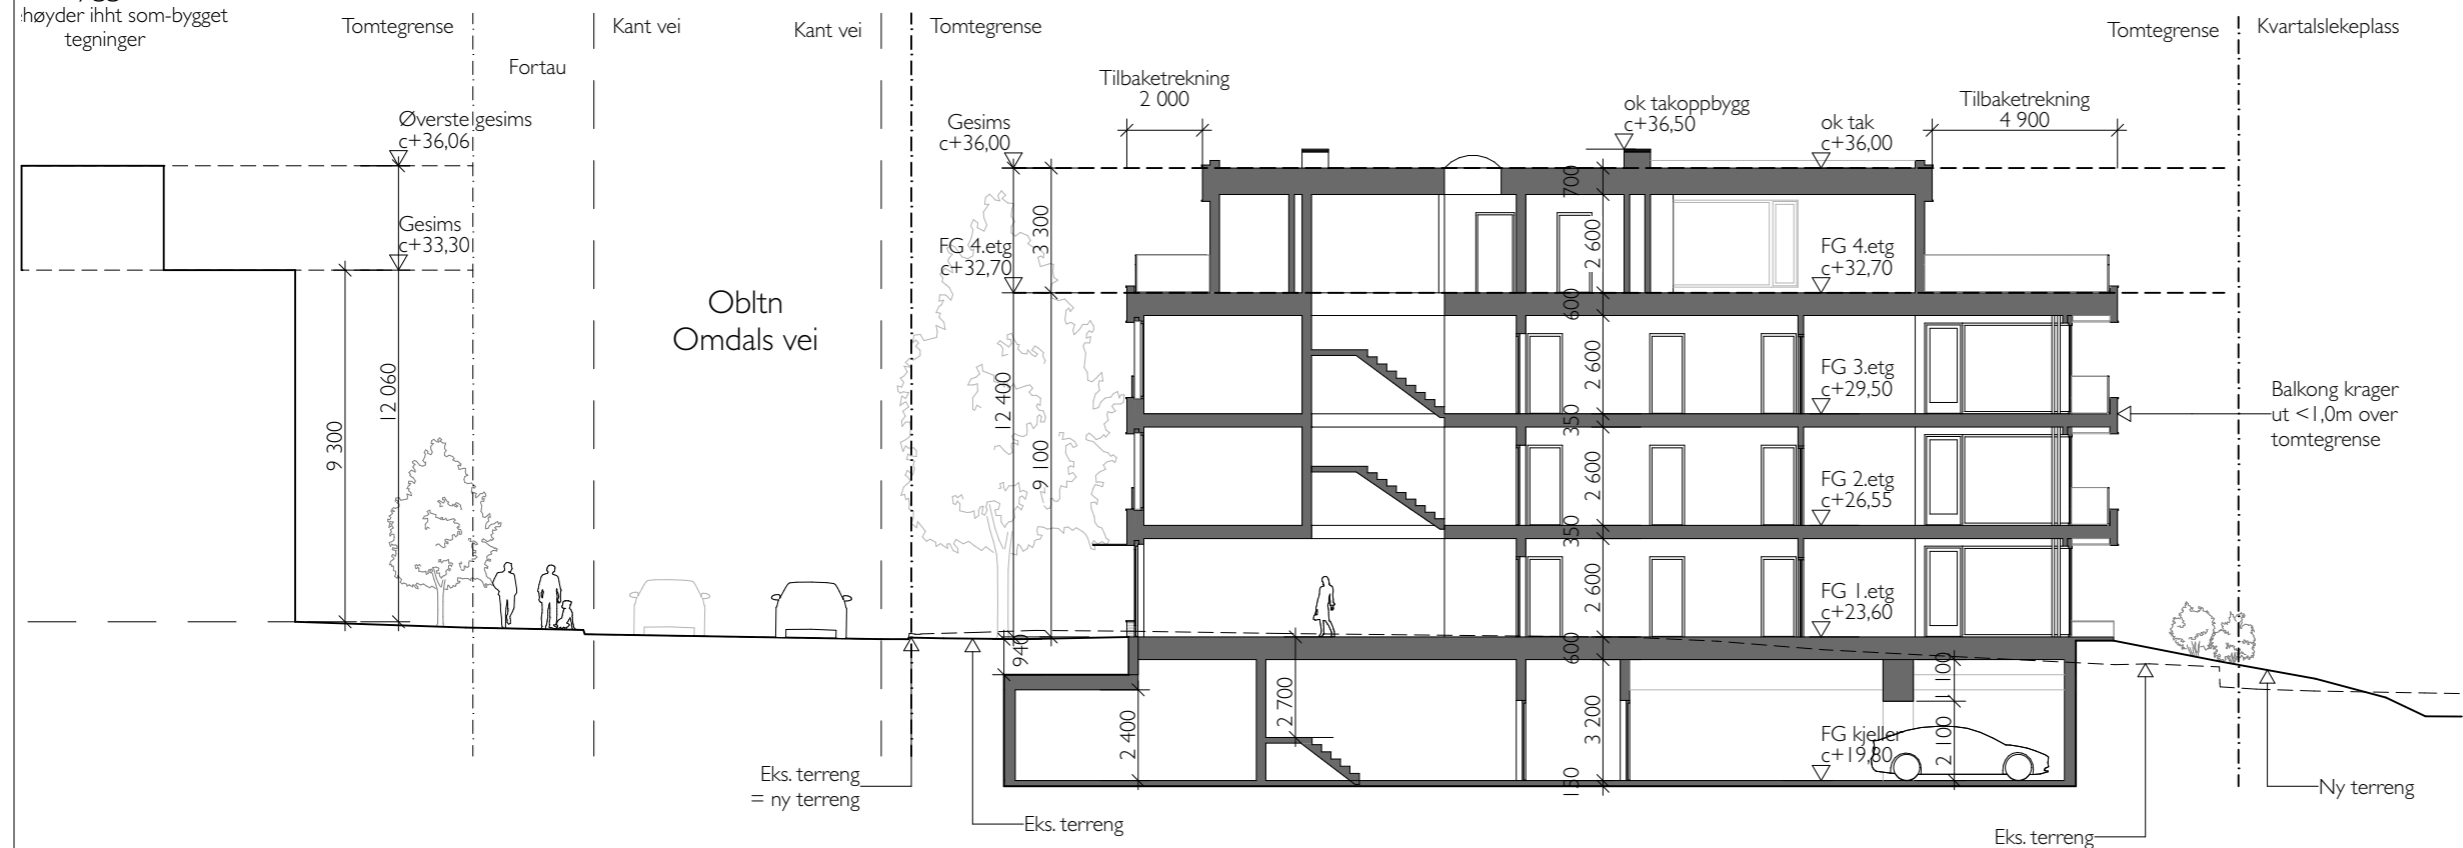 høyder ihht som-bygget
tegninger
Tomtegrense
Fortau
Kant vei
Kant vei
Tomtegrense
Tomtegrense
Kvartalslekeplass
Øverste gesims
c+36,06
Gesims
c+33,30
9 300
12 060
Obltn
Omdals vei
Tilbaketrekning
2 000
Gesims
c+36,00
3 300
FG 4.etg
c+32,70
12 400
9 100
940
ok takoppbygg
c+36,50
ok tak
c+36,00
Tilbaketrekning
4 900
700
2 600
FG 4.etg
c+32,70
600
2 600
FG 3.etg
c+29,50
350
2 600
FG 2.etg
c+26,55
350
2 600
FG 1.etg
c+23,60
600
Balkong krager
ut <1,0m over
tomtegrense
2 400
2 700
3 200
150
FG kjeller
c+19,80
1 100
2 100
Eks. terreng
= ny terreng
Eks. terreng
Ny terreng
Eks. terreng